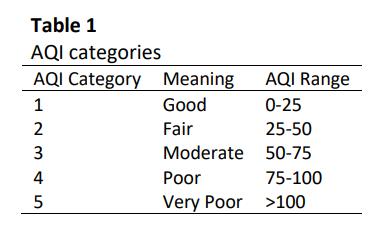 Table 1
AQI categories
AQI Category Meaning AQI Range
1 Good 0-25
2 Fair 25-50
3 Moderate 50-75
4 Poor 75-100
5 Very Poor >100